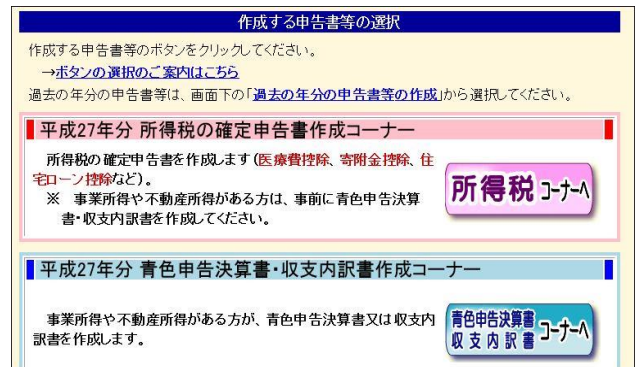 作成する申告書等の選択
作成する申告書等のボタンをクリックしてください。
→ボタンの選択のご案内はこちら
過去の年分の申告書等は、画面下の「過去の年分の申告書等の作成」から選択してください。
平成27年分 所得税の確定申告書作成コーナー
所得税の確定申告書を作成します(医療費控除、寄附金控除、住
宅ローン控除など)。
※ 事業所得や不動産所得がある方は、事前に青色申告決算
書・収支内訳書を作成してください。
所得税 コーナーへ
平成27年分 青色申告決算書・収支内訳書作成コーナー
事業所得や不動産所得がある方が、青色申告決算書又は収支内
訳書を作成します。
青色申告決算書
収支内訳書
コーナーへ